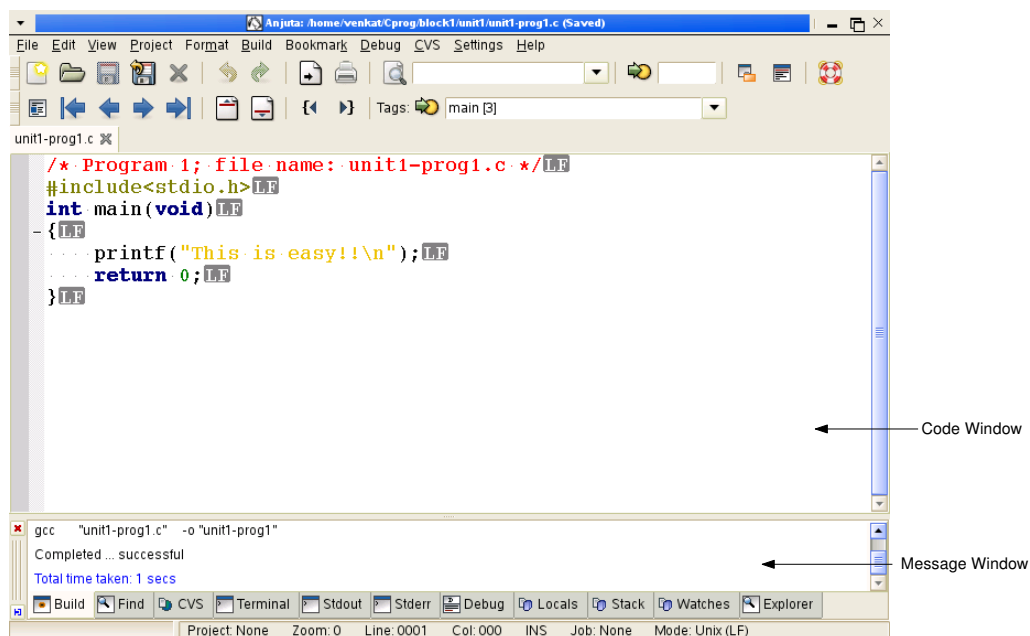 Anjuta: /home/venkat/Cprog/block1/unit1/unit1-prog1.c (Saved)
File Edit View Project Format Build Bookmark Debug CVS Settings Help
Tags: main [3]
unit1-prog1.c
/* Program 1; file name: unit1-prog1.c */LF
#include<stdio.h>LF
int main(void)LF
{LF
printf("This is easy!!\n");LF
return 0;LF
}LF
Code Window
gcc "unit1-prog1.c" -o "unit1-prog1"
Completed ... successful
Message Window
Total time taken: 1 secs
Build Find CVS Terminal Stdout Stderr Debug Locals Stack Watches Explorer
Project: None Zoom: 0 Line: 0001 Col: 000 INS Job: None Mode: Unix (LF)